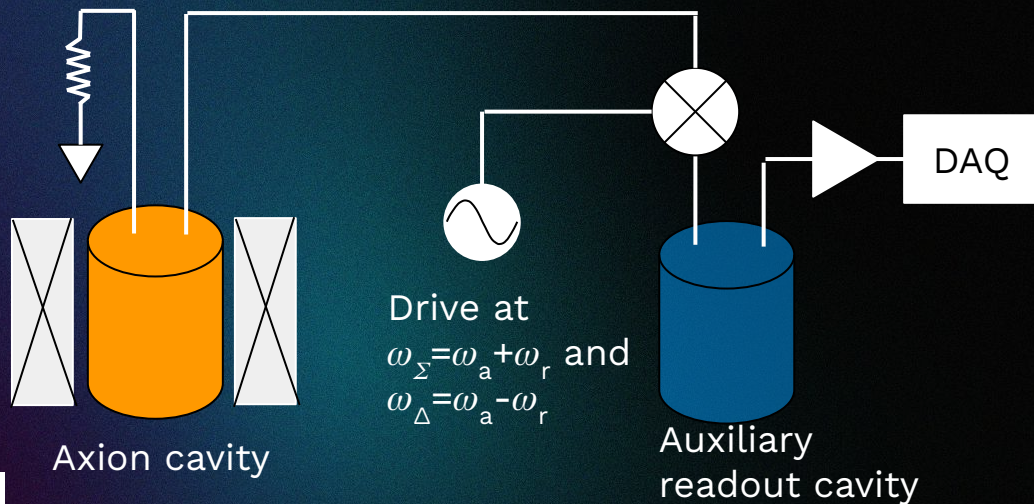 DAQ
Drive at
ω_Σ=ω_a+ω_r and
ω_Δ=ω_a-ω_r
Axion cavity
Auxiliary
readout cavity